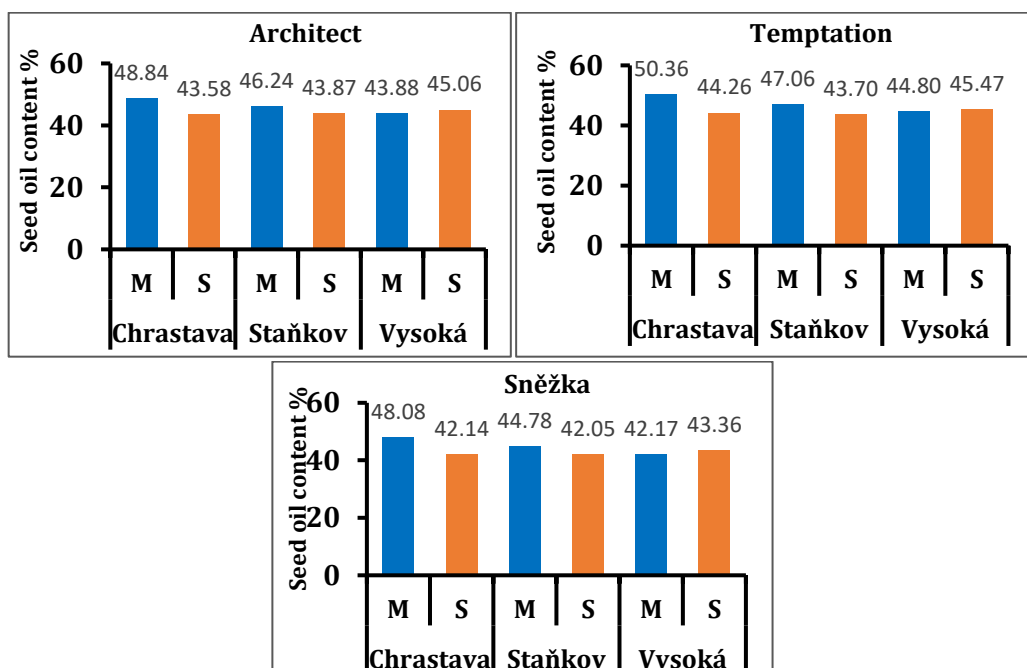 Architect
Seed oil content %
60
40
20
0
48.84 43.58 46.24 43.87 43.88 45.06
M S M S M S
Chrastava Staňkov Vysoká
Temptation
Seed oil content %
60
40
20
0
50.36 44.26 47.06 43.70 44.80 45.47
M S M S M S
Chrastava Staňkov Vysoká
Sněžka
Seed oil content %
60
40
20
0
48.08 42.14 44.78 42.05 42.17 43.36
M S M S M S
Chrastava Staňkov Vysoká